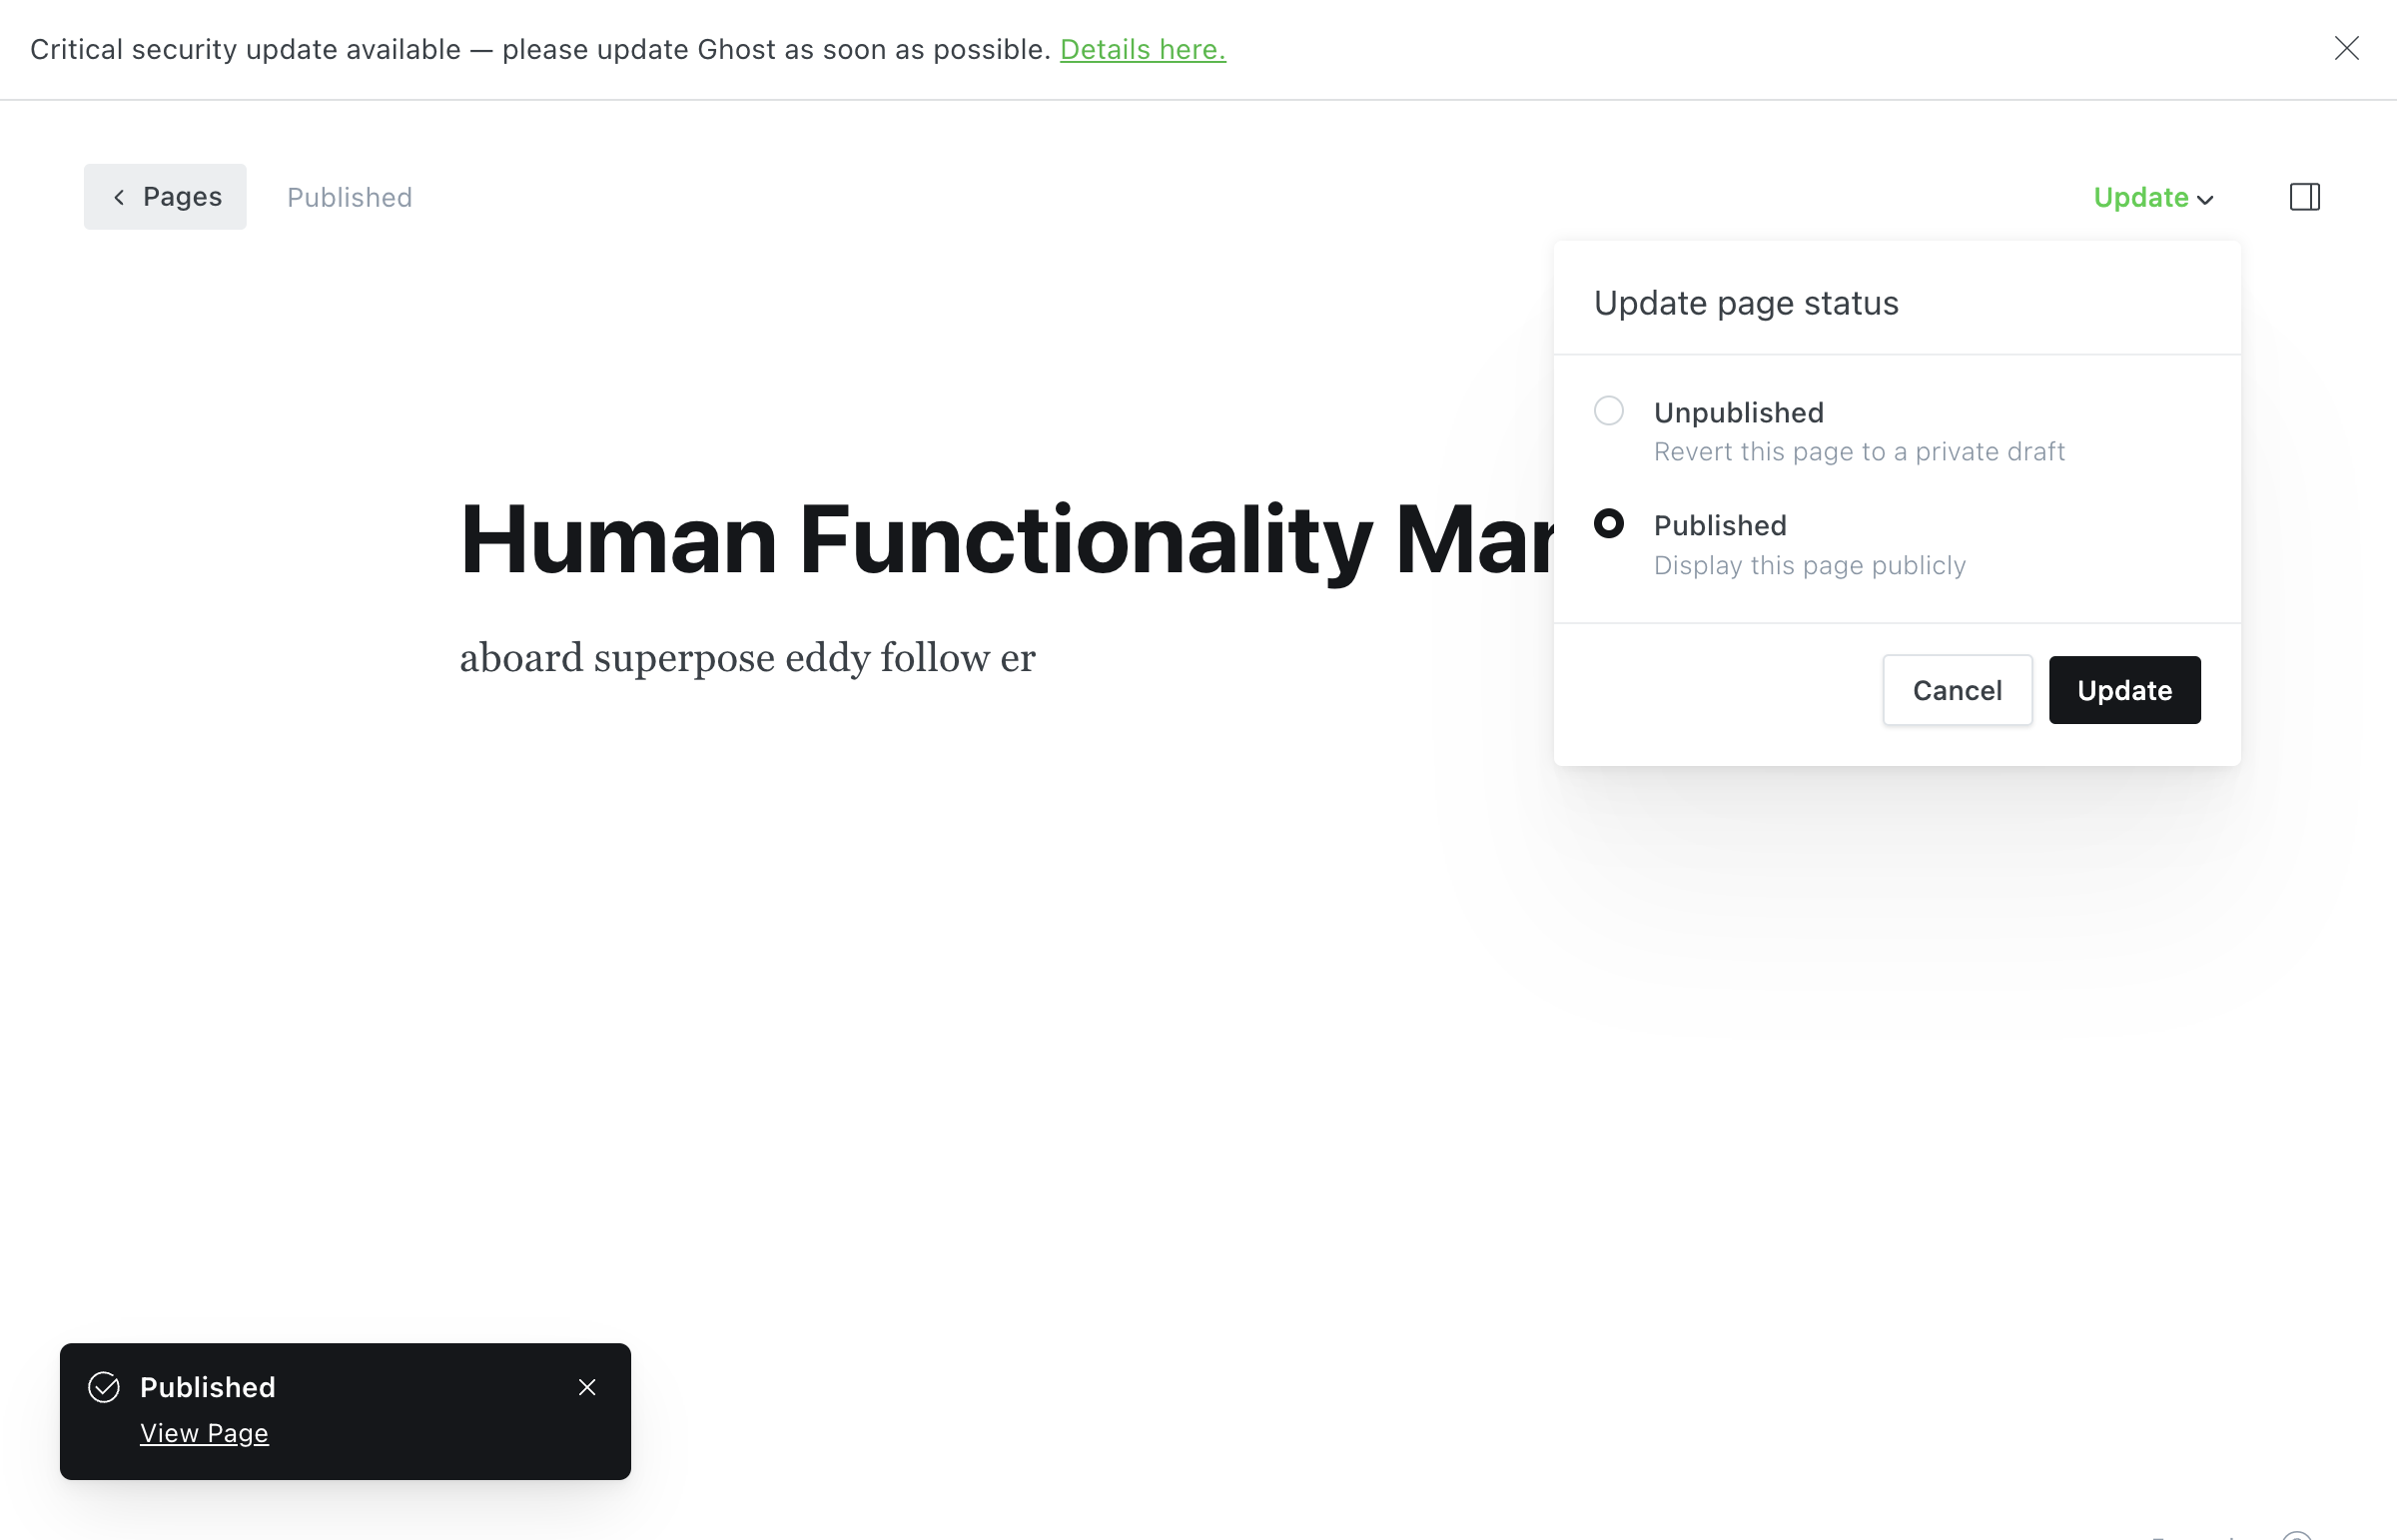 Critical security update available — please update Ghost as soon as possible. Details here.
Pages
Published
Update
Update page status
Unpublished
Revert this page to a private draft
Published
Display this page publicly
Cancel
Update
Human Functionality
aboard superpose eddy follow er
Published
View Page